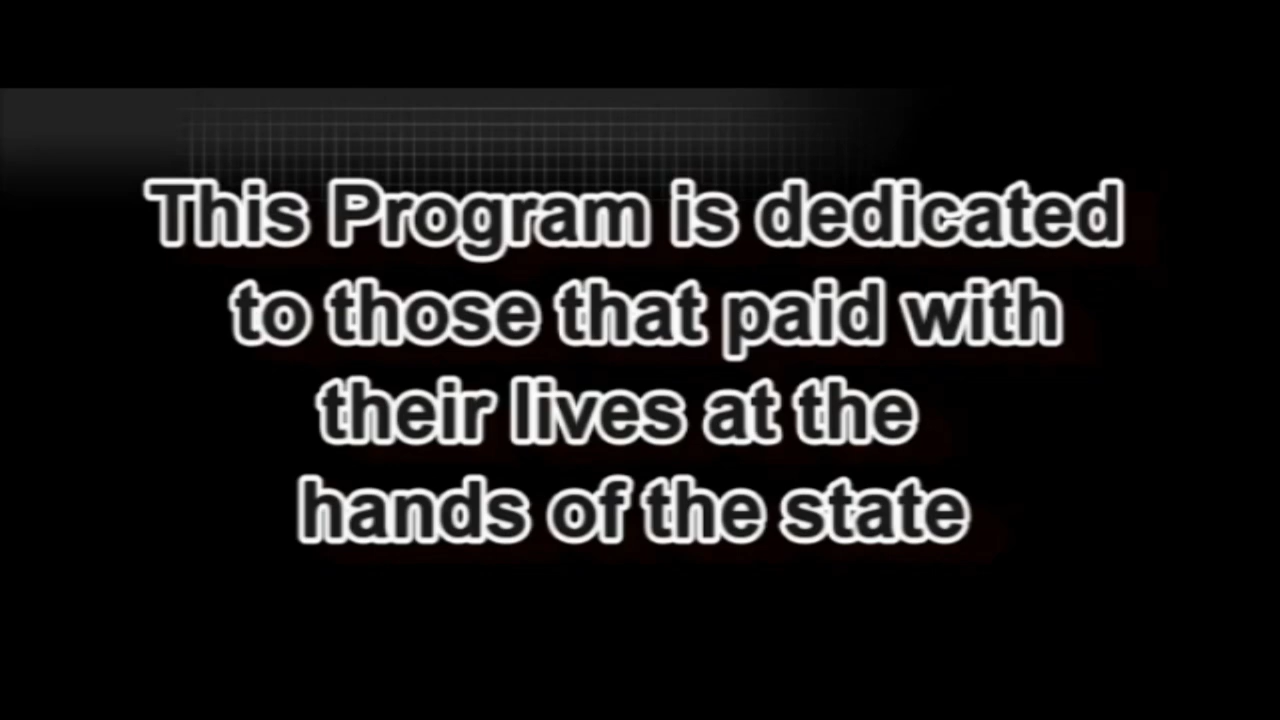 This Program is dedicated
to those that paid with
their lives at the
hands of the state